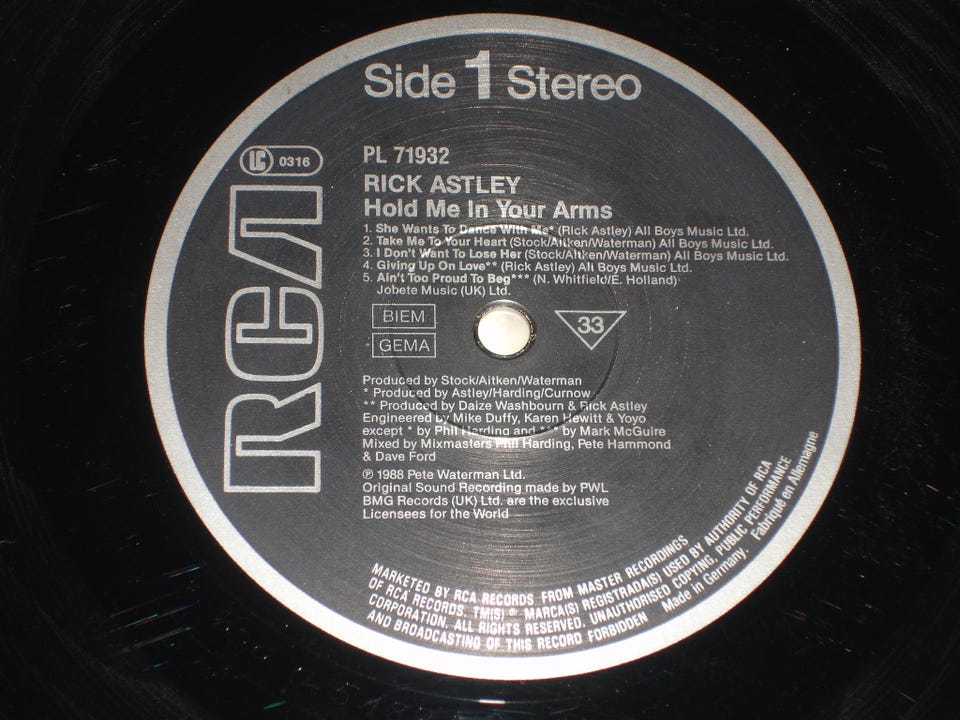 Side 1 Stereo
LC 0316
RCA
PL 71932
RICK ASTLEY
Hold Me In Your Arms
1. She Wants To Dance With Me* (Rick Astley) All Boys Music Ltd.
2. Take Me To Your Heart (Stock/Aitken/Waterman) All Boys Music Ltd.
3. I Don't Want To Lose Her (Stock/Aitken/Waterman) All Boys Music Ltd.
4. Giving Up On Love** (Rick Astley) All Boys Music Ltd.
5. Ain't Too Proud To Beg*** (N. Whitfield/E. Holland)
Jobete Music (UK) Ltd.
BIEM
GEMA
33
Produced by Stock/Aitken/Waterman
* Produced by Astley/Harding/Curnow
** Produced by Daize Washbourn & Rick Astley
Engineered by Mike Duffy, Karen Hewitt & Yoyo
except * by Phil Harding and *** by Mark McGuire
Mixed by Mixmasters Phil Harding, Pete Hammond
& Dave Ford
℗ 1988 Pete Waterman Ltd.
Original Sound Recording made by PWL
BMG Records (UK) Ltd. are the exclusive
Licensees for the World
MARKETED BY RCA RECORDS FROM MASTER RECORDINGS
OF RCA RECORDS. TM(S) ® MARCA(S) REGISTRADA(S) USED BY AUTHORITY OF RCA
CORPORATION. ALL RIGHTS RESERVED. UNAUTHORISED COPYING, PUBLIC PERFORMANCE
AND BROADCASTING OF THIS RECORD FORBIDDEN Made in Germany. Fabriqué en Allemagne